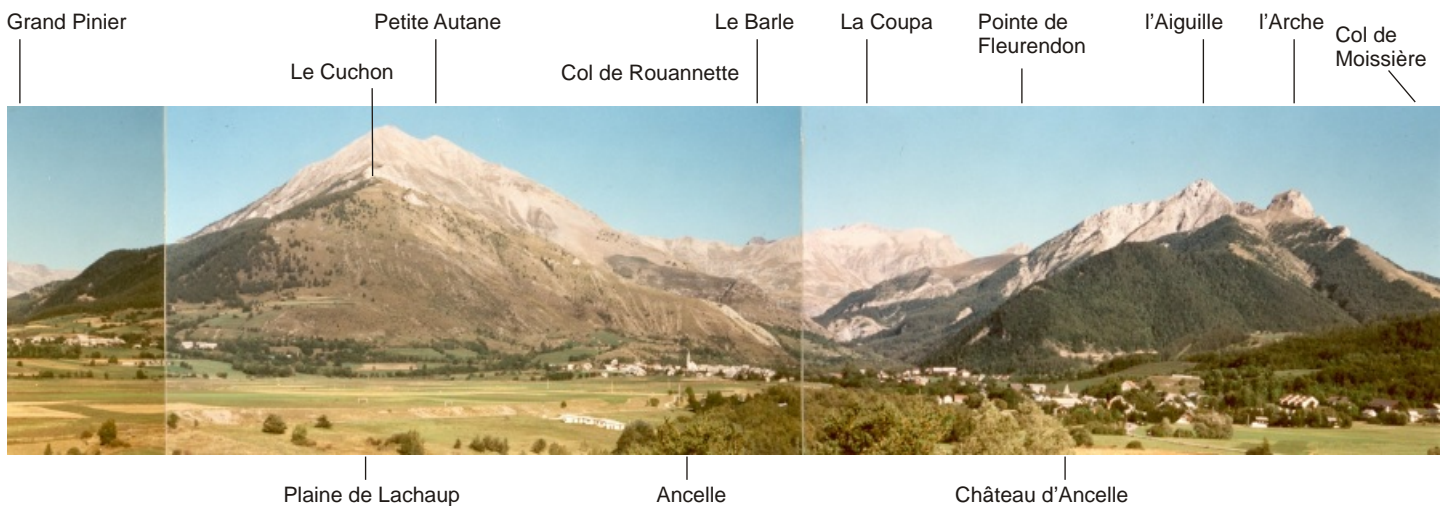 Grand Pinier
Petite Autane
Le Barle
La Coupa
Pointe de
Fleurendon
l'Aiguille
l'Arche
Col de
Moissière
Le Cuchon
Col de Rouannette
Plaine de Lachaup
Ancelle
Château d'Ancelle